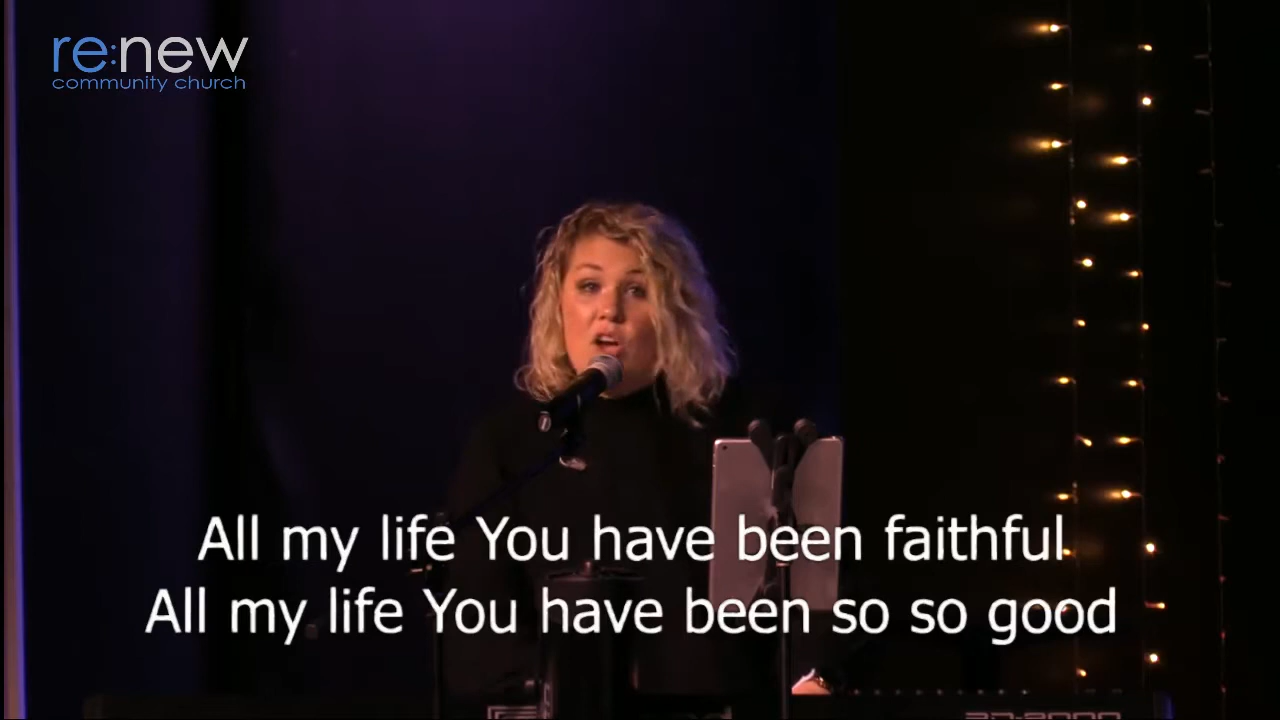 re:new
community church
All my life You have been faithful
All my life You have been so so good